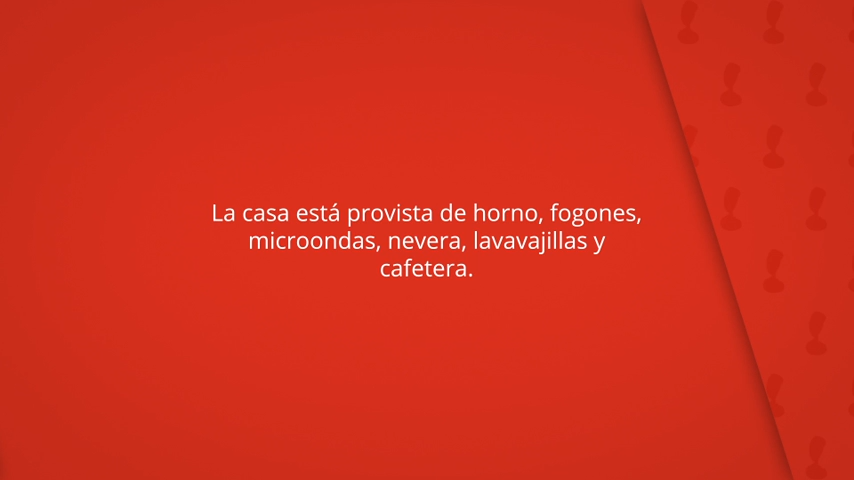 La casa está provista de horno, fogones,
microondas, nevera, lavavajillas y
cafetera.